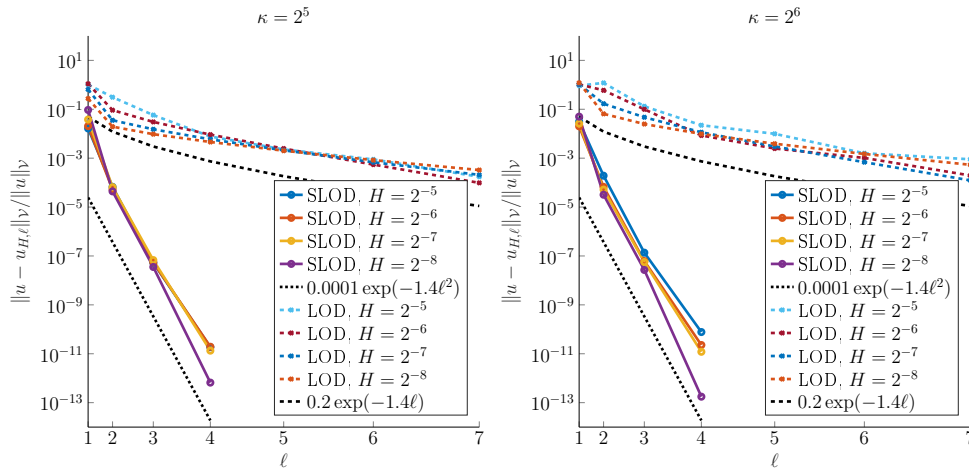 κ = 2^5
10^1
10^−1
10^−3
10^−5
10^−7
10^−9
10^−11
10^−13
‖u − u_{H,ℓ}‖_𝒱/‖u‖_𝒱
SLOD, H = 2^−5
SLOD, H = 2^−6
SLOD, H = 2^−7
SLOD, H = 2^−8
0.0001 exp(−1.4ℓ^2)
LOD, H = 2^−5
LOD, H = 2^−6
LOD, H = 2^−7
LOD, H = 2^−8
0.2 exp(−1.4ℓ)
1 2 3 4 5 6 7
ℓ
κ = 2^6
10^1
10^−1
10^−3
10^−5
10^−7
10^−9
10^−11
10^−13
‖u − u_{H,ℓ}‖_𝒱/‖u‖_𝒱
SLOD, H = 2^−5
SLOD, H = 2^−6
SLOD, H = 2^−7
SLOD, H = 2^−8
0.0001 exp(−1.4ℓ^2)
LOD, H = 2^−5
LOD, H = 2^−6
LOD, H = 2^−7
LOD, H = 2^−8
0.2 exp(−1.4ℓ)
1 2 3 4 5 6 7
ℓ